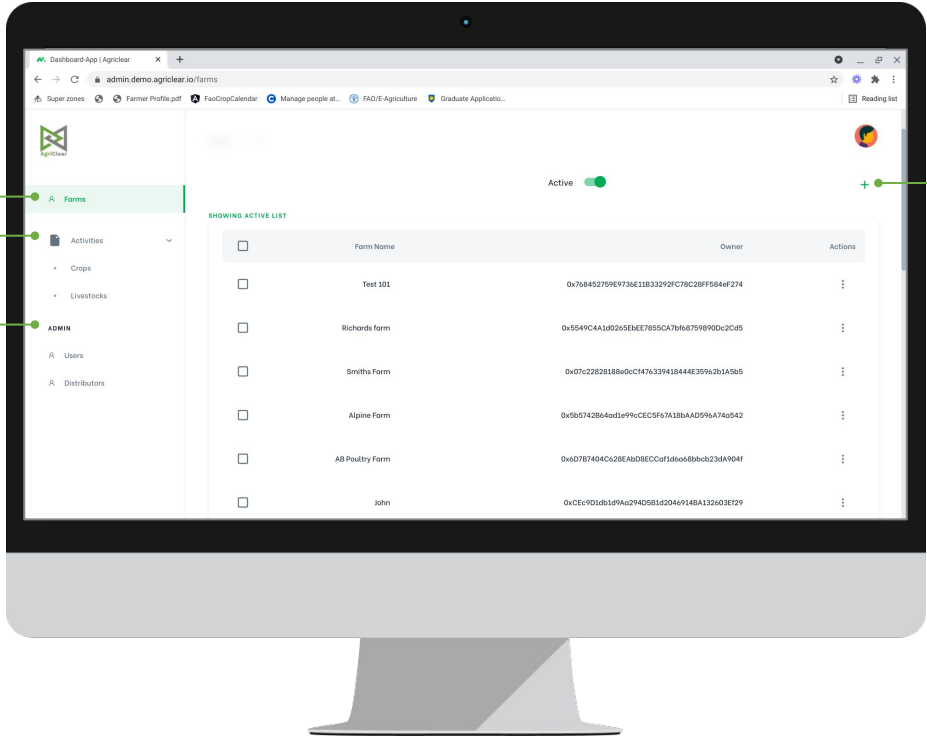 Dashboard-App | Agriclear
admin.demo.agriclear.io/farms
Super zones Farmer Profile.pdf FaoCropCalendar Manage people at... FAO/E-Agriculture Graduate Applicatio... Reading list
AgriClear
Active
Farms
SHOWING ACTIVE LIST
Activities
Farm Name Owner Actions
Crops
Test 101 0x768452759E9736E11B33292FC78C28FF584eF274
Livestocks
ADMIN
Richards farm 0x5549C4A1d0265EbEE7855CA7bf68759890Dc2Cd5
Users
Smiths Farm 0x07c22828188e0cCf476339418444E35962b1A5b5
Distributors
Alpine Farm 0x5b5742B64ad1e99cCEC5F67A18bAAD596A74a542
AB Poultry Farm 0x6D7B7404C628EAbD8ECCaf1d6a68bbcb23dA904f
John 0xCEc9D1db1d9Aa294D5B1d2046914BA132603Ef29